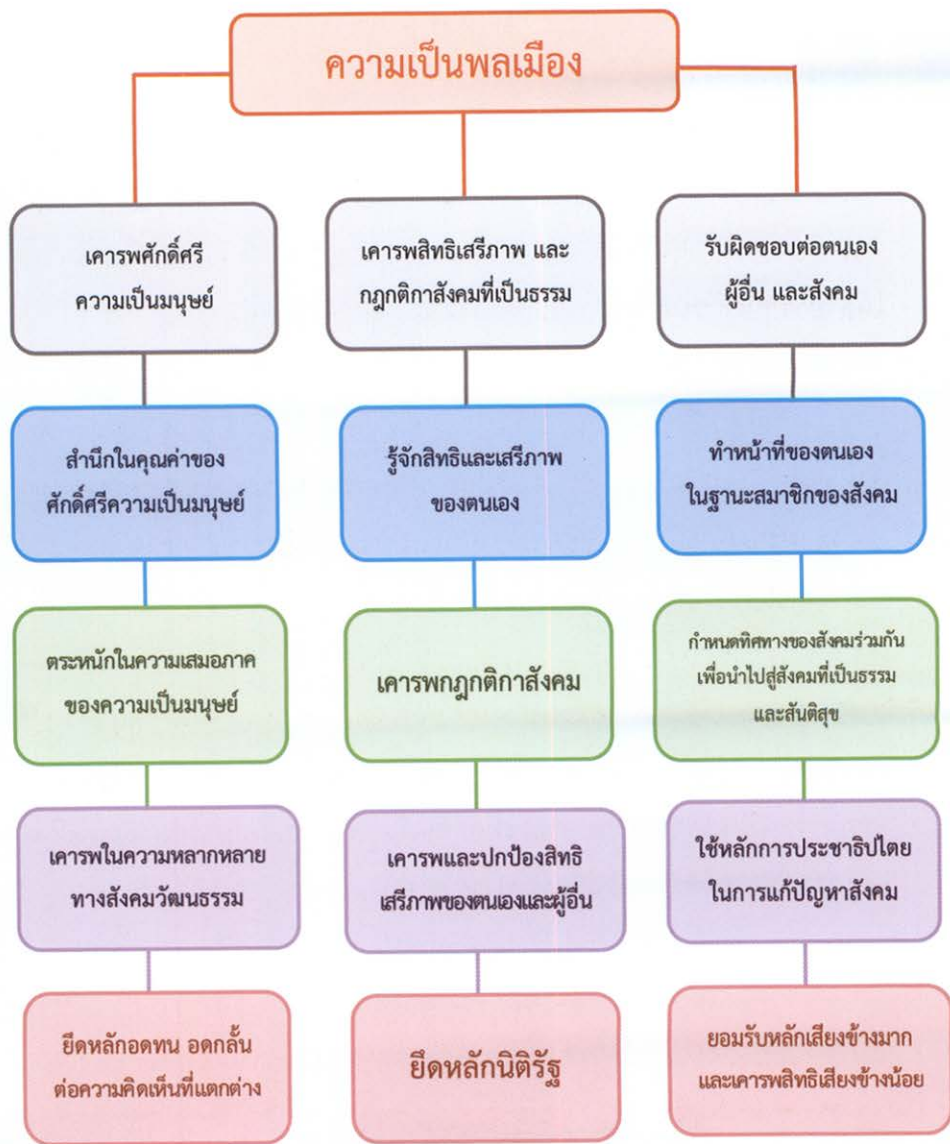 ความเป็นพลเมือง
เคารพศักดิ์ศรี
ความเป็นมนุษย์
เคารพสิทธิเสรีภาพ และ
กฎกติกาสังคมที่เป็นธรรม
รับผิดชอบต่อตนเอง
ผู้อื่น และสังคม
สำนึกในคุณค่าของ
ศักดิ์ศรีความเป็นมนุษย์
รู้จักสิทธิและเสรีภาพ
ของตนเอง
ทำหน้าที่ของตนเอง
ในฐานะสมาชิกของสังคม
ตระหนักในความเสมอภาค
ของความเป็นมนุษย์
เคารพกฎกติกาสังคม
กำหนดทิศทางของสังคมร่วมกัน
เพื่อนำไปสู่สังคมที่เป็นธรรม
และสันติสุข
เคารพในความหลากหลาย
ทางสังคมวัฒนธรรม
เคารพและปกป้องสิทธิ
เสรีภาพของตนเองและผู้อื่น
ใช้หลักการประชาธิปไตย
ในการแก้ปัญหาสังคม
ยึดหลักอดทน อดกลั้น
ต่อความคิดเห็นที่แตกต่าง
ยึดหลักนิติรัฐ
ยอมรับหลักเสียงข้างมาก
และเคารพสิทธิเสียงข้างน้อย